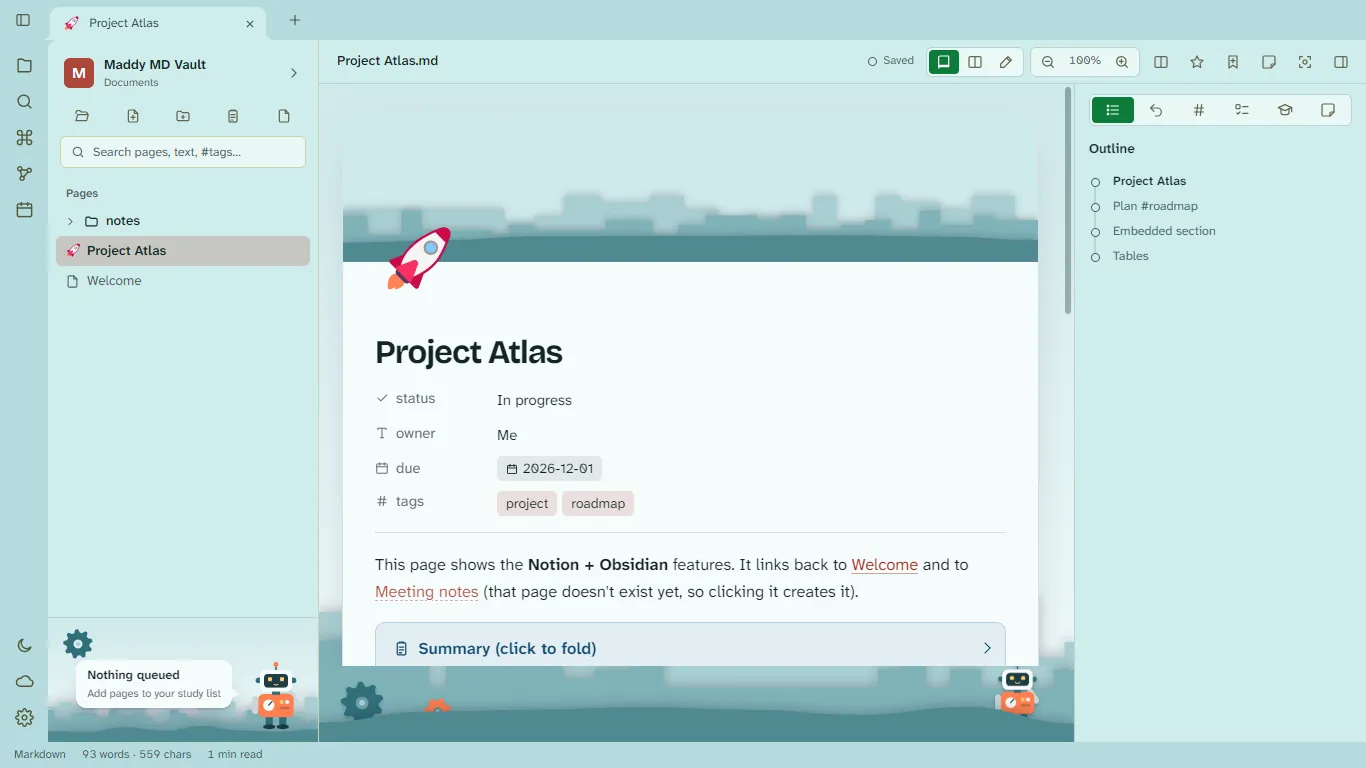 Project Atlas
M
Maddy MD Vault
Documents
Search pages, text, #tags...
Pages
notes
Project Atlas
Welcome
Nothing queued
Add pages to your study list
Project Atlas.md
Saved
100%
Project Atlas
status
In progress
owner
Me
due
2026-12-01
tags
project roadmap
This page shows the Notion + Obsidian features. It links back to Welcome and to
Meeting notes (that page doesn't exist yet, so clicking it creates it).
Summary (click to fold)
Outline
Project Atlas
Plan #roadmap
Embedded section
Tables
Markdown 93 words · 559 chars 1 min read